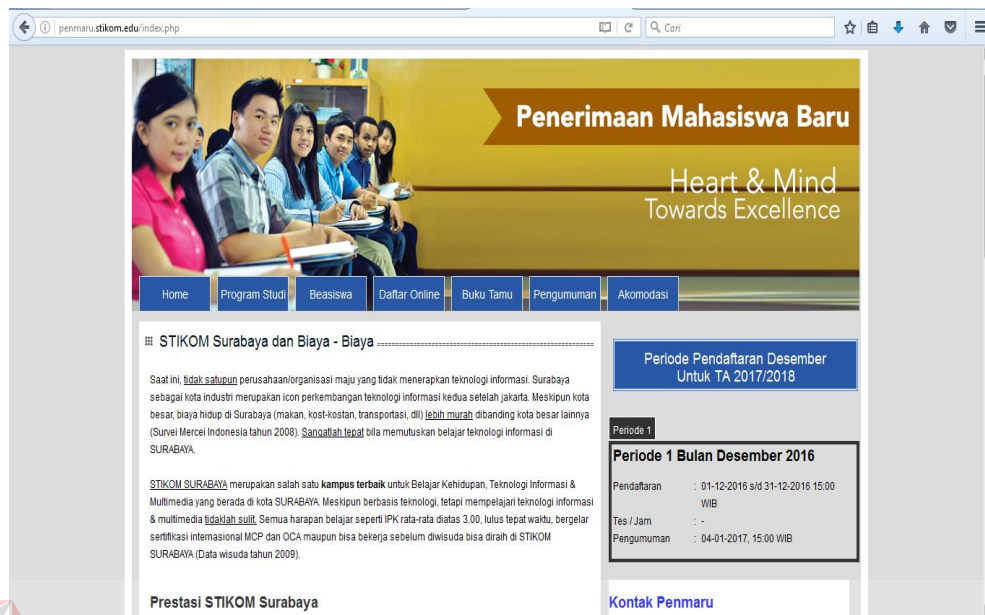 penmaru.stikom.edu/index.php
Cari
Penerimaan Mahasiswa Baru
Heart & Mind
Towards Excellence
Home
Program Studi
Beasiswa
Daftar Online
Buku Tamu
Pengumuman
Akomodasi
STIKOM Surabaya dan Biaya - Biaya
Saat ini, tidak satupun perusahaan/organisasi maju yang tidak menerapkan teknologi informasi. Surabaya
sebagai kota industri merupakan icon perkembangan teknologi informasi kedua setelah jakarta. Meskipun kota
besar, biaya hidup di Surabaya (makan, kost-kostan, transportasi, dll) lebih murah dibanding kota besar lainnya
(Survei Mercei Indonesia tahun 2008). Sangatlah tepat bila memutuskan belajar teknologi informasi di
SURABAYA.
STIKOM SURABAYA merupakan salah satu kampus terbaik untuk Belajar Kehidupan, Teknologi Informasi &
Multimedia yang berada di kota SURABAYA. Meskipun berbasis teknologi, tetapi mempelajari teknologi informasi
& multimedia tidaklah sulit. Semua harapan belajar seperti IPK rata-rata diatas 3.00, lulus tepat waktu, bergelar
sertifikasi internasional MCP dan OCA maupun bisa bekerja sebelum diwisuda bisa diraih di STIKOM
SURABAYA (Data wisuda tahun 2009).
Prestasi STIKOM Surabaya
Periode Pendaftaran Desember
Untuk TA 2017/2018
Periode 1
Periode 1 Bulan Desember 2016
Pendaftaran : 01-12-2016 s/d 31-12-2016 15:00
WIB
Tes / Jam : -
Pengumuman : 04-01-2017, 15:00 WIB
Kontak Penmaru